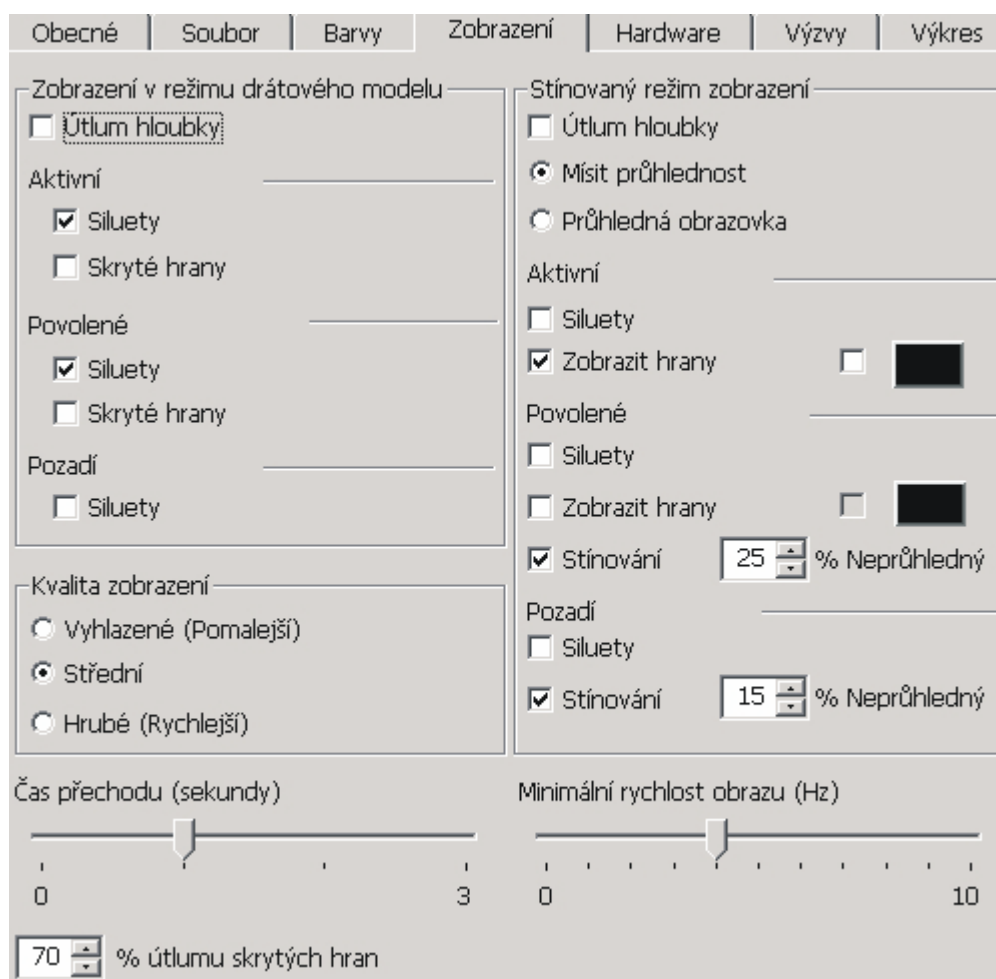 Obecné Soubor Barvy Zobrazení Hardware Výzvy Výkres
Zobrazení v režimu drátového modelu
Útlum hloubky
Aktivní
Siluety
Skryté hrany
Povolené
Siluety
Skryté hrany
Pozadí
Siluety
Kvalita zobrazení
Vyhlazené (Pomalejší)
Střední
Hrubé (Rychlejší)
Stínovaný režim zobrazení
Útlum hloubky
Mísit průhlednost
Průhledná obrazovka
Aktivní
Siluety
Zobrazit hrany
Povolené
Siluety
Zobrazit hrany
Stínování 25 % Neprůhledný
Pozadí
Siluety
Stínování 15 % Neprůhledný
Čas přechodu (sekundy)
0 3
Minimální rychlost obrazu (Hz)
0 10
70 % útlumu skrytých hran